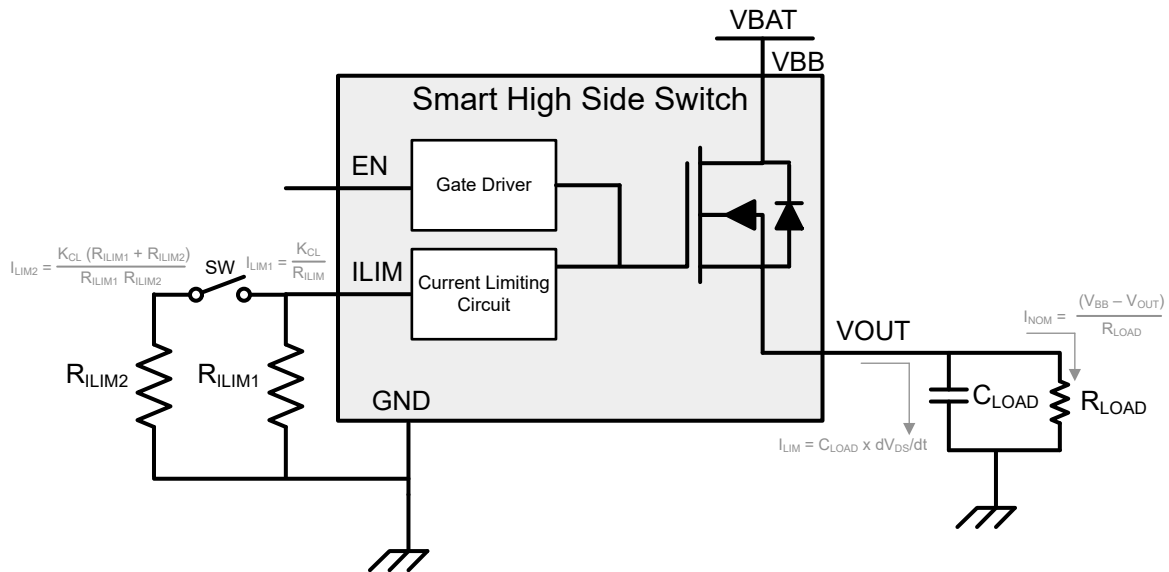 VBAT
VBB
Smart High Side Switch
EN
Gate Driver
I_LIM2 = K_CL (R_ILIM1 + R_ILIM2) / R_ILIM1 R_ILIM2
SW
I_LIM1 = K_CL / R_ILIM
ILIM
Current Limiting
Circuit
I_NOM = (V_BB – V_OUT) / R_LOAD
VOUT
R_ILIM2
R_ILIM1
GND
C_LOAD
R_LOAD
I_LIM = C_LOAD x dV_DS/dt